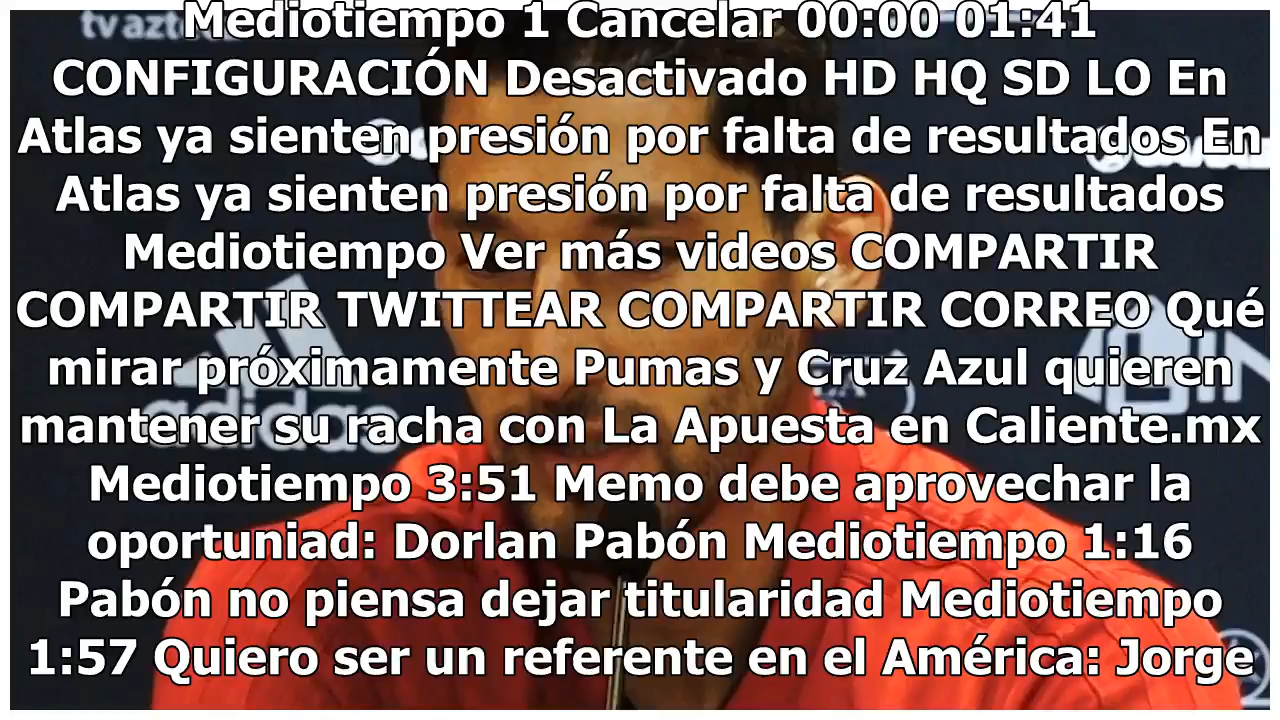 tv azteca
Mediotiempo 1 Cancelar 00:00 01:41
CONFIGURACIÓN Desactivado HD HQ SD LO En
Atlas ya sienten presión por falta de resultados En
Atlas ya sienten presión por falta de resultados
Mediotiempo Ver más videos COMPARTIR
COMPARTIR TWITTEAR COMPARTIR CORREO Qué
mirar próximamente Pumas y Cruz Azul quieren
mantener su racha con La Apuesta en Caliente.mx
adidas
Mediotiempo 3:51 Memo debe aprovechar la
oportuniad: Dorlan Pabón Mediotiempo 1:16
Pabón no piensa dejar titularidad Mediotiempo
1:57 Quiero ser un referente en el América: Jorge